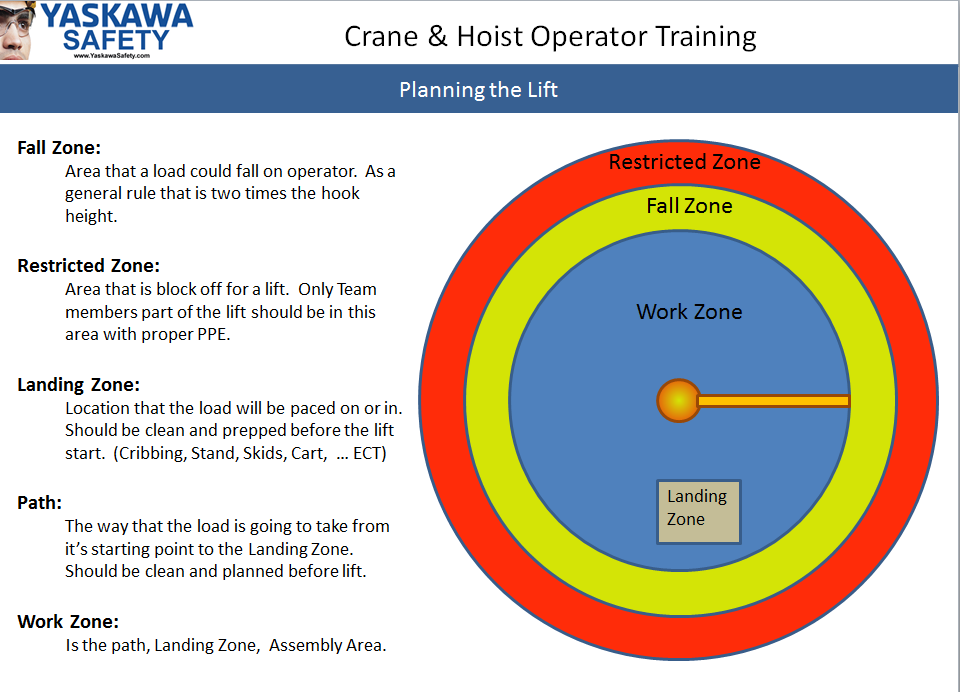 YASKAWA
SAFETY
www.YaskawaSafety.com
Crane & Hoist Operator Training
Planning the Lift
Fall Zone:
Area that a load could fall on operator. As a
general rule that is two times the hook
height.
Restricted Zone:
Area that is block off for a lift. Only Team
members part of the lift should be in this
area with proper PPE.
Landing Zone:
Location that the load will be paced on or in.
Should be clean and prepped before the lift
start. (Cribbing, Stand, Skids, Cart, … ECT)
Path:
The way that the load is going to take from
it’s starting point to the Landing Zone.
Should be clean and planned before lift.
Work Zone:
Is the path, Landing Zone, Assembly Area.
Restricted Zone
Fall Zone
Work Zone
Landing
Zone